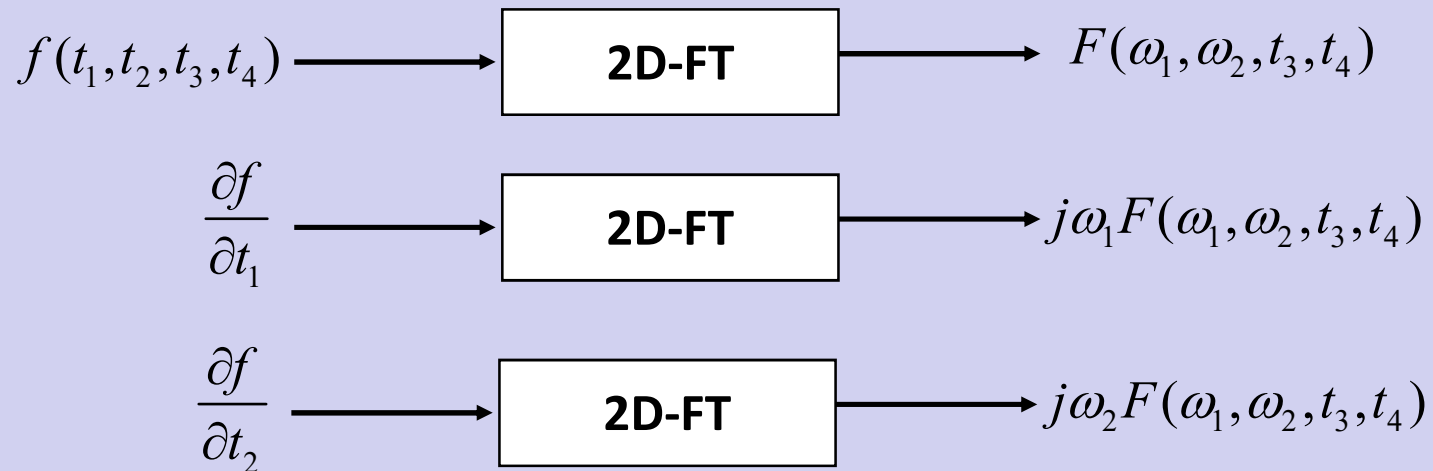 f(t₁,t₂,t₃,t₄) 2D-FT F(ω₁,ω₂,t₃,t₄)
∂f/∂t₁ 2D-FT jω₁F(ω₁,ω₂,t₃,t₄)
∂f/∂t₂ 2D-FT jω₂F(ω₁,ω₂,t₃,t₄)